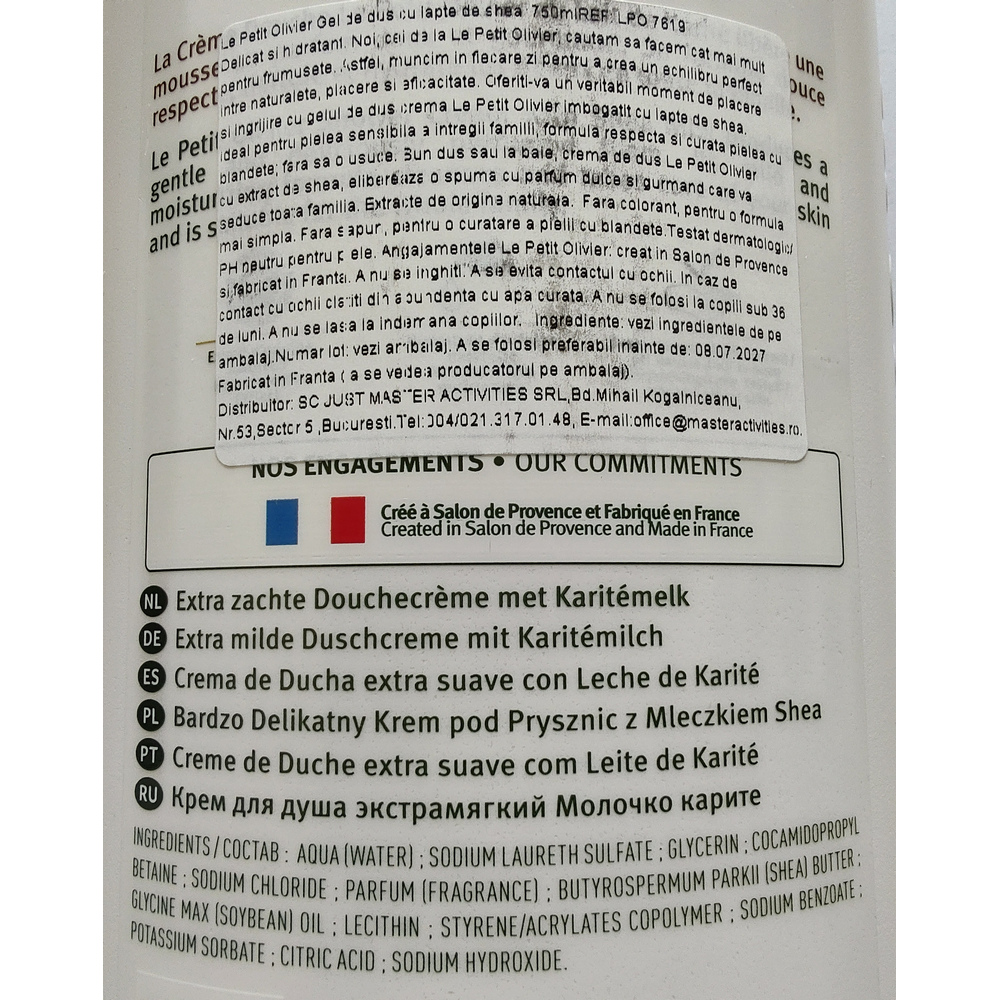 La Crèm
mousse
respect
une
ouce
e.
Le Petit
gentle
moistur
and is s
es a
and
skin
E
Le Petit Olivier Gel de dus cu lapte de shea 750mlREF: LPO 7619
Delicat si hidratant. Noi, cei de la Le Petit Olivier, cautam sa facem cat mai mult
pentru frumusete. Astfel, muncim in fiecare zi pentru a crea un echilibru perfect
intre naturalete, placere si eficacitate. Oferiti-va un veritabil moment de placere
si ingrijire cu gelul de dus crema Le Petit Olivier imbogatit cu lapte de shea.
Ideal pentru pielea sensibila a intregii familii, formula respecta si curata pielea cu
blandete, fara sa o usuce. Bun dus sau la baie, crema de dus Le Petit Olivier
cu extract de shea, elibereaza o spuma cu parfum dulce si gurmand care va
seduce toata familia. Extracte de origine naturala. Fara colorant, pentru o formula
mai simpla. Fara sapun, pentru o curatare a pielii cu blandete.Testat dermatologic/
PH neutru pentru piele. Angajamentele Le Petit Olivier: creat in Salon de Provence
si fabricat in Franta. A nu se inghiti. A se evita contactul cu ochii. In caz de
contact cu ochii clatiti din abundenta cu apa curata. A nu se folosi la copiii sub 36
de luni. A nu se lasa la indemana copiilor. Ingrediente: vezi ingredientele de pe
ambalaj.Numar lot: vezi ambalaj. A se folosi preferabil inainte de: 08.07.2027
Fabricat in Franta ( a se vedea producatorul pe ambalaj).
Distribuitor: SC JUST MASTER ACTIVITIES SRL,Bd.Mihail Kogalniceanu,
Nr.53,Sector 5 ,Bucuresti.Tel:004/021.317.01.48, E-mail:office@masteractivities.ro.
NOS ENGAGEMENTS • OUR COMMITMENTS
Créé à Salon de Provence et Fabriqué en France
Created in Salon de Provence and Made in France
NL Extra zachte Douchecrème met Karitémelk
DE Extra milde Duschcreme mit Karitémilch
ES Crema de Ducha extra suave con Leche de Karité
PL Bardzo Delikatny Krem pod Prysznic z Mleczkiem Shea
PT Creme de Duche extra suave com Leite de Karité
RU Крем для душа экстрамягкий Молочко карите
INGREDIENTS / СОСТАВ : AQUA (WATER) ; SODIUM LAURETH SULFATE ; GLYCERIN ; COCAMIDOPROPYL
BETAINE ; SODIUM CHLORIDE ; PARFUM (FRAGRANCE) ; BUTYROSPERMUM PARKII (SHEA) BUTTER ;
GLYCINE MAX (SOYBEAN) OIL ; LECITHIN ; STYRENE/ACRYLATES COPOLYMER ; SODIUM BENZOATE ;
POTASSIUM SORBATE ; CITRIC ACID ; SODIUM HYDROXIDE.